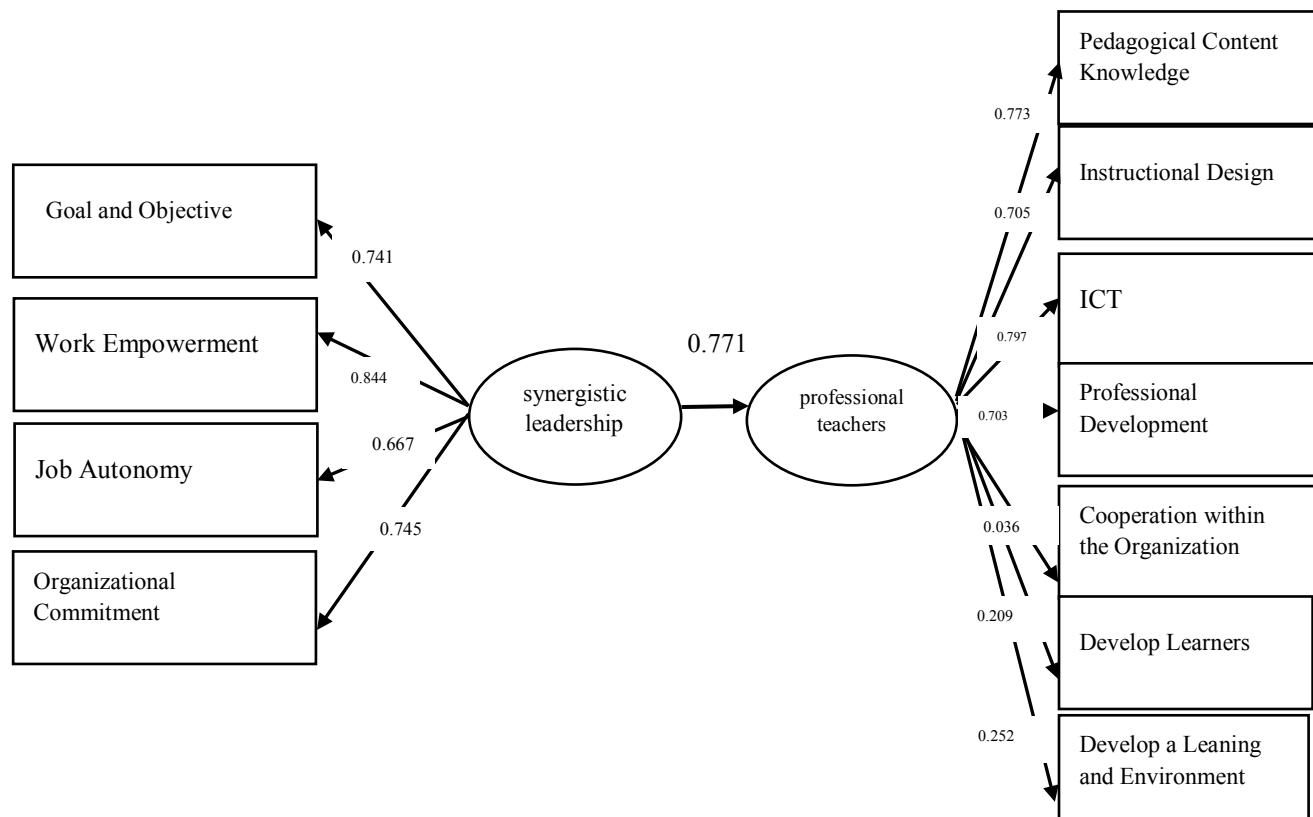 Goal and Objective
Work Empowerment
Job Autonomy
Organizational
Commitment
0.741
0.844
0.667
0.745
synergistic
leadership
0.771
professional
teachers
0.773
0.705
0.797
0.703
0.036
0.209
0.252
Pedagogical Content
Knowledge
Instructional Design
ICT
Professional
Development
Cooperation within
the Organization
Develop Learners
Develop a Leaning
and Environment